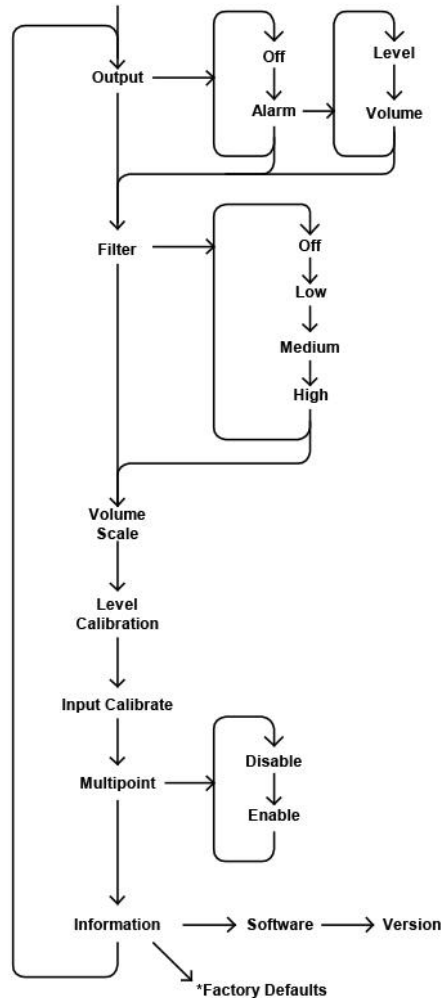 Output
Off
Alarm
Level
Volume
Filter
Off
Low
Medium
High
Volume
Scale
Level
Calibration
Input Calibrate
Multipoint
Disable
Enable
Information
Software
Version
*Factory Defaults